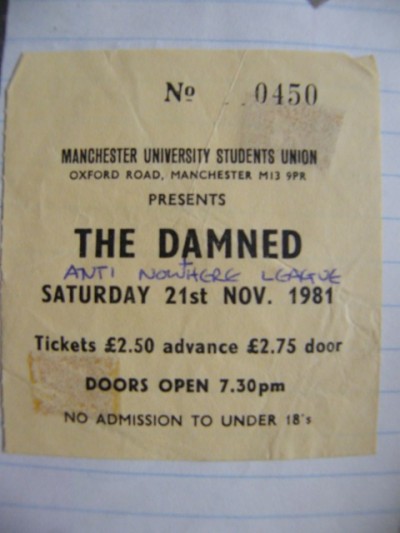 No 0450
MANCHESTER UNIVERSITY STUDENTS UNION
OXFORD ROAD, MANCHESTER M13 9PR
PRESENTS
THE DAMNED
+
ANTI NOWHERE LEAGUE
SATURDAY 21st NOV. 1981
Tickets £2.50 advance £2.75 door
DOORS OPEN 7.30pm
NO ADMISSION TO UNDER 18's